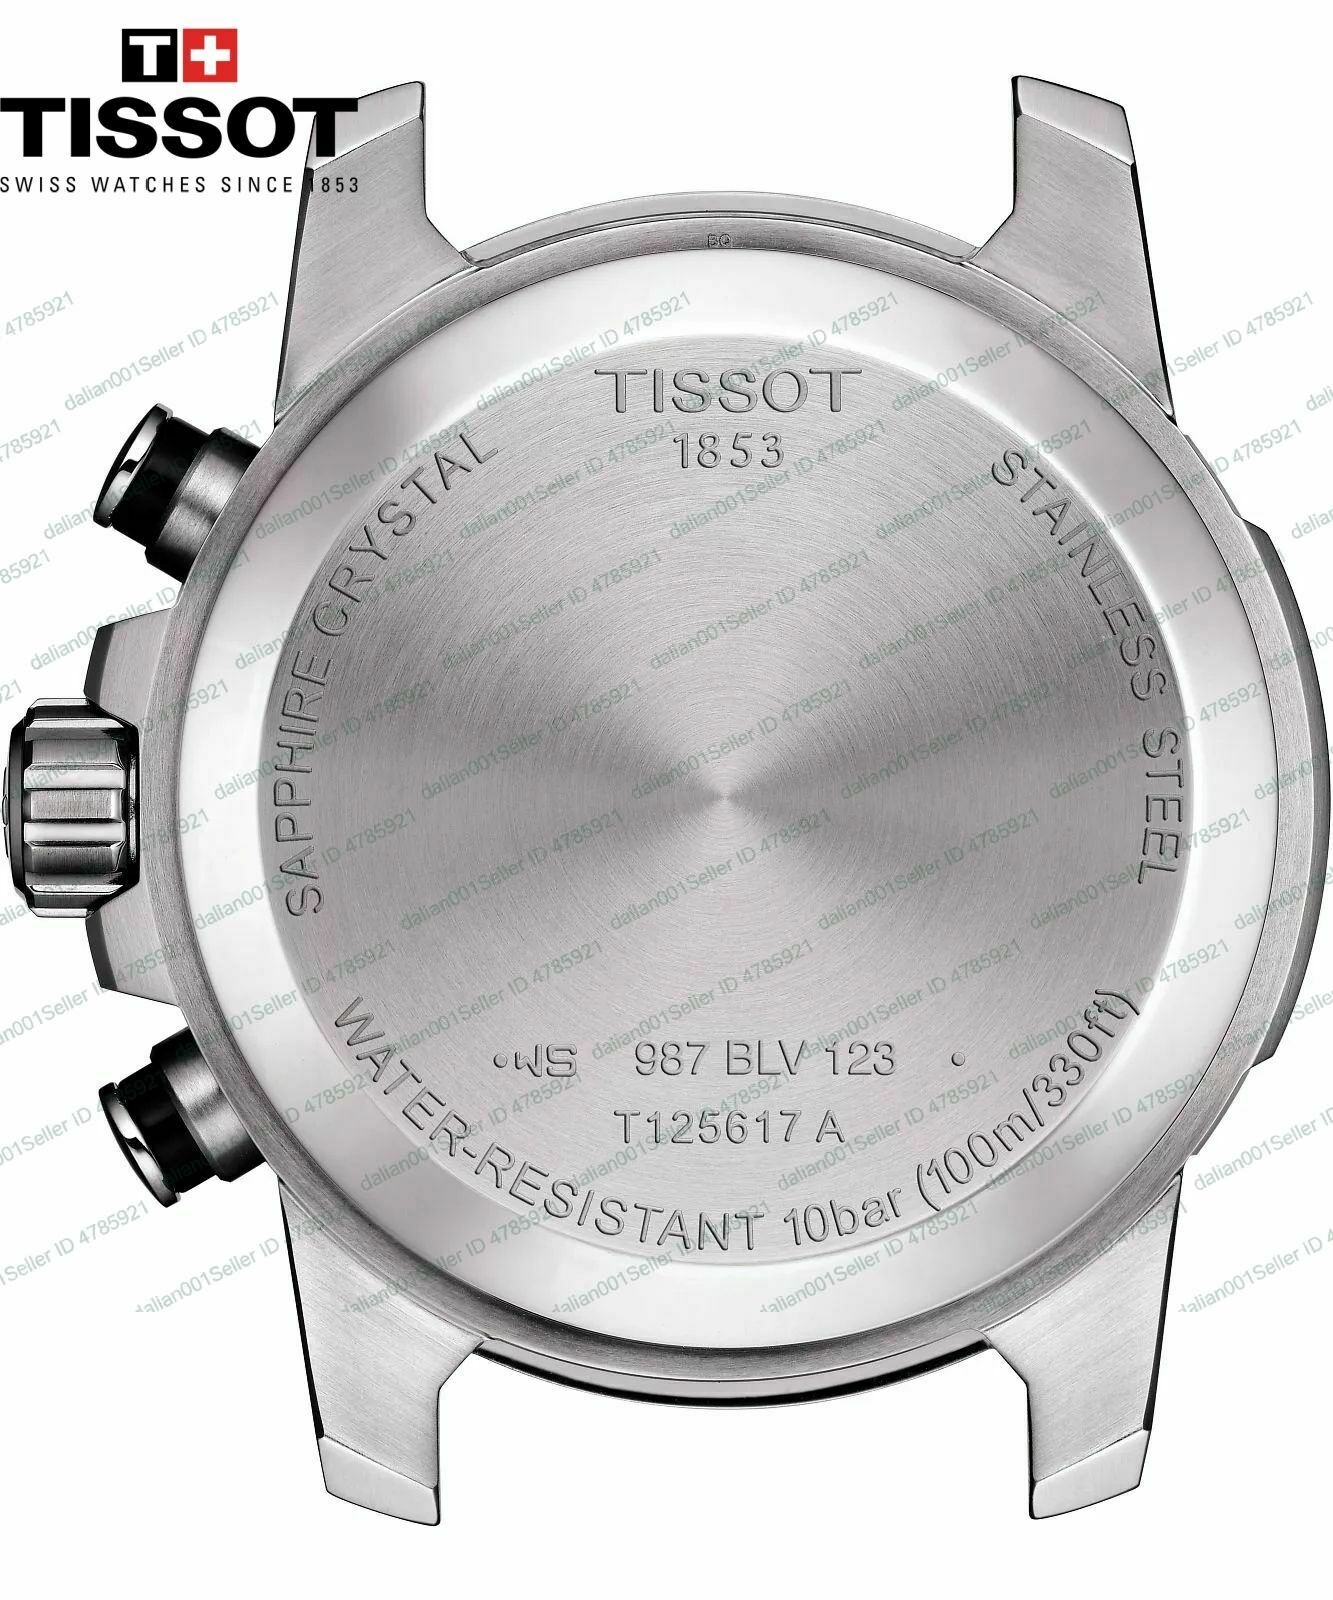 T+
TISSOT
SWISS WATCHES SINCE 1853
BQ
TISSOT
1853
SAPPHIRE CRYSTAL
STAINLESS STEEL
987 BLV 123
T125617 A
WATER-RESISTANT 10bar (100m/330ft)
dalian001Seller ID 4785921